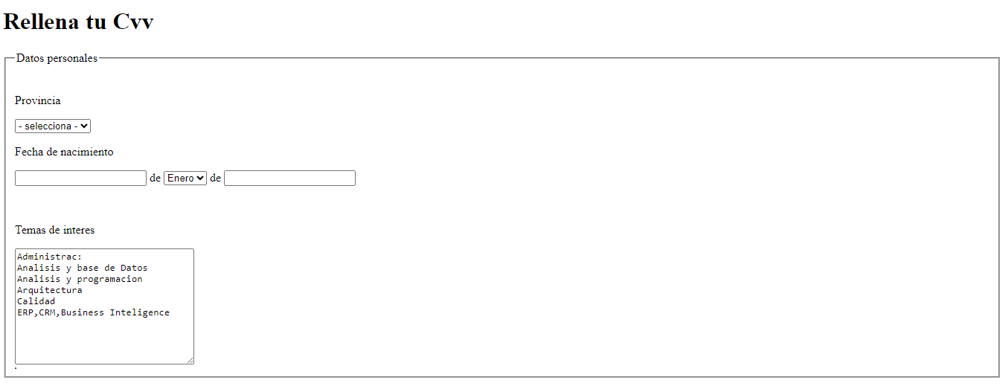 Rellena tu Cvv
Datos personales
Provincia
- selecciona -
Fecha de nacimiento
de Enero de
Temas de interes
Administrac:
Analisis y base de Datos
Analisis y programacion
Arquitectura
Calidad
ERP,CRM,Business Inteligence
.